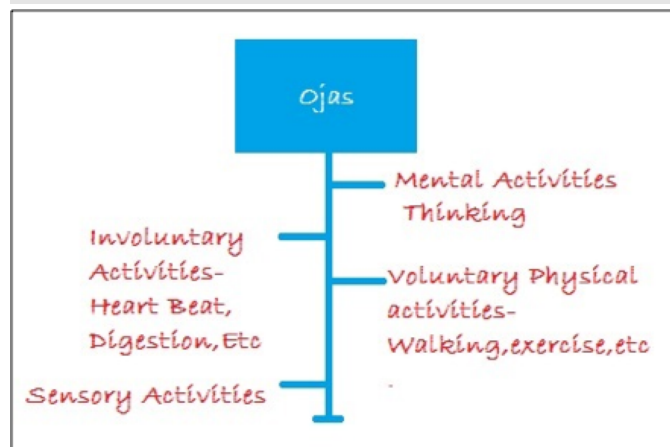 Ojas
Mental Activities
Thinking
Involuntary
Activities-
Heart Beat,
Digestion,Etc
Voluntary Physical
activities-
Walking,exercise,etc
.
Sensory Activities